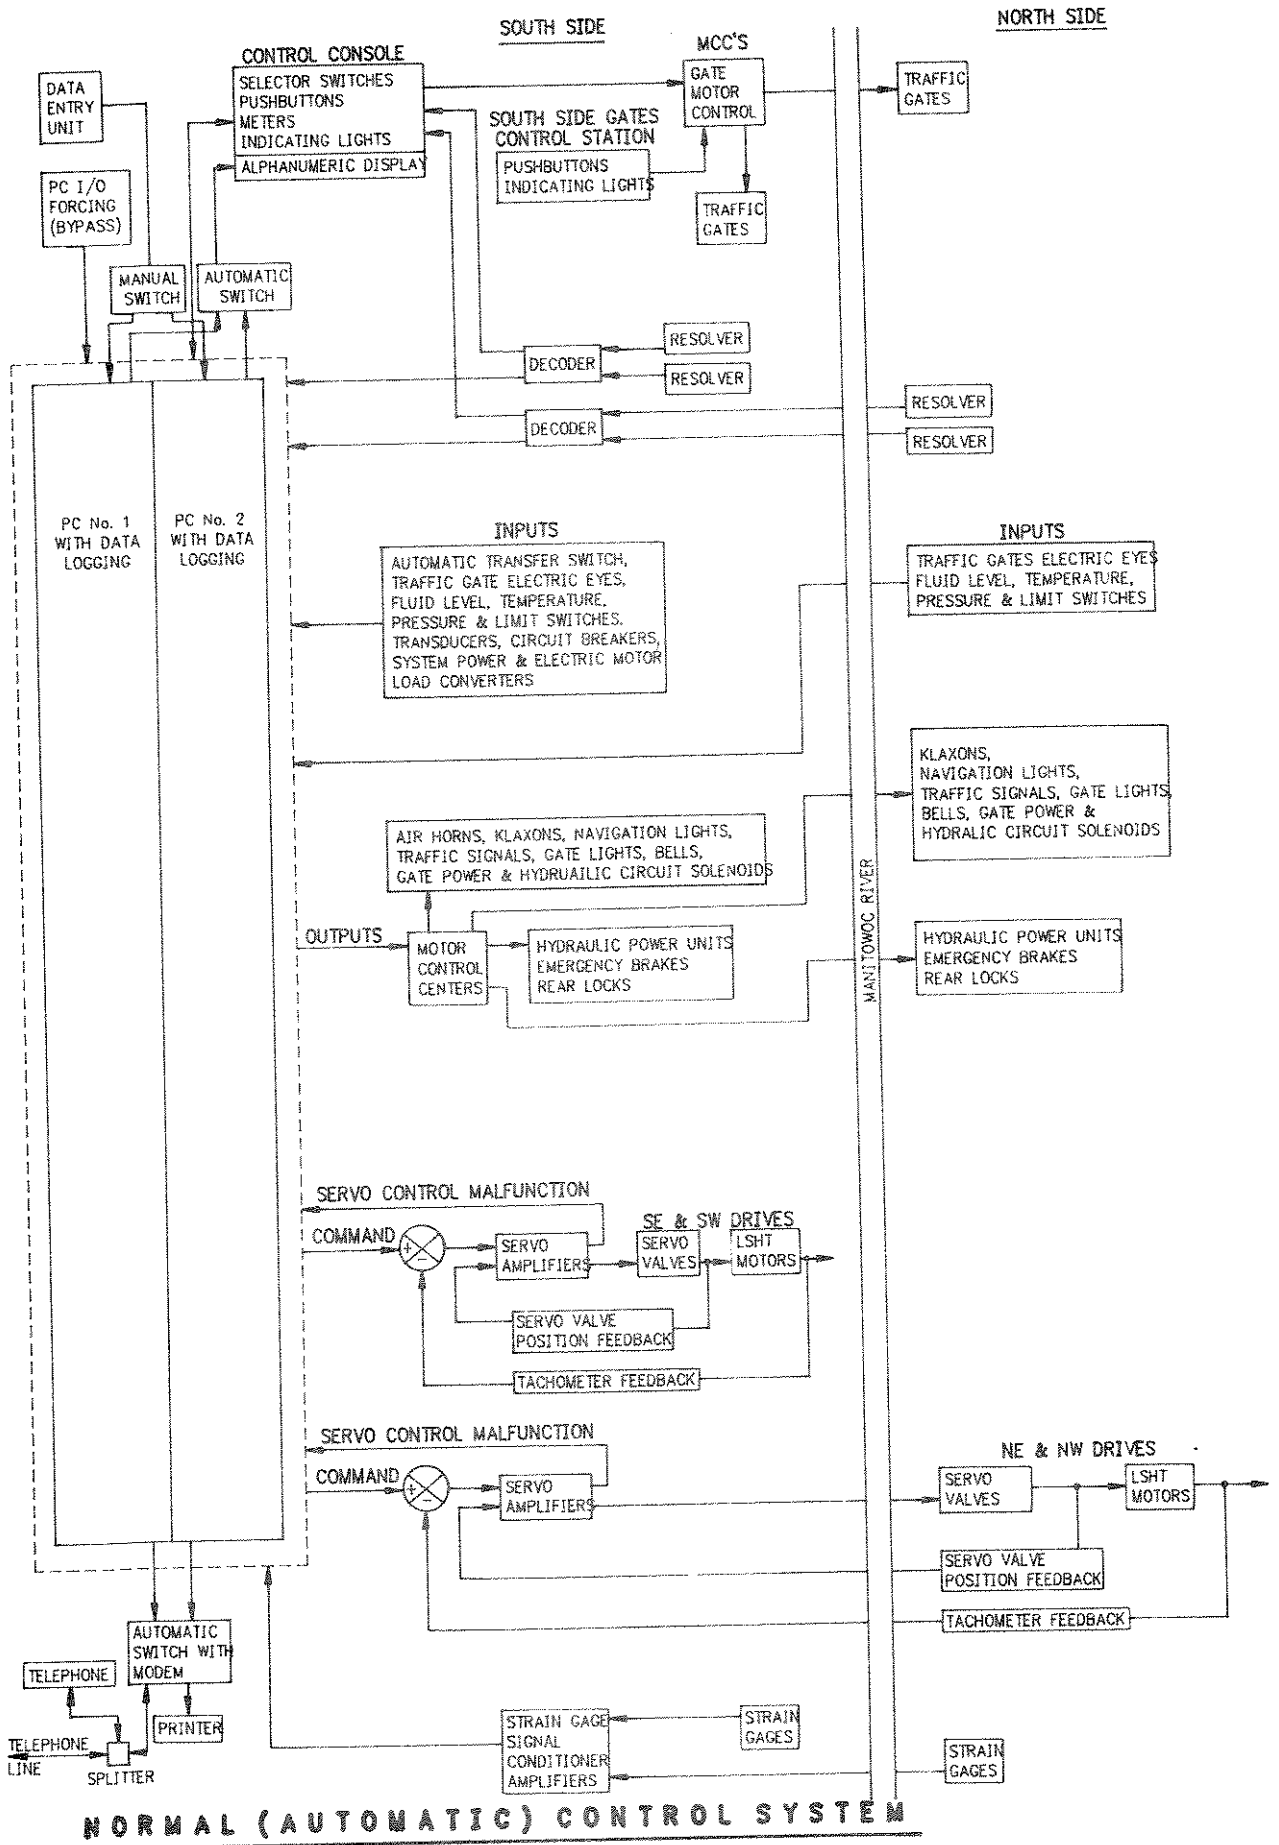 SOUTH SIDE
NORTH SIDE
CONTROL CONSOLE
SELECTOR SWITCHES
PUSHBUTTONS
METERS
INDICATING LIGHTS
ALPHANUMERIC DISPLAY
DATA
ENTRY
UNIT
PC I/O
FORCING
(BYPASS)
MANUAL
SWITCH
AUTOMATIC
SWITCH
MCC'S
GATE
MOTOR
CONTROL
SOUTH SIDE GATES
CONTROL STATION
PUSHBUTTONS
INDICATING LIGHTS
TRAFFIC
GATES
TRAFFIC
GATES
DECODER
RESOLVER
RESOLVER
DECODER
RESOLVER
RESOLVER
PC No. 1
WITH DATA
LOGGING
PC No. 2
WITH DATA
LOGGING
INPUTS
AUTOMATIC TRANSFER SWITCH,
TRAFFIC GATE ELECTRIC EYES,
FLUID LEVEL, TEMPERATURE,
PRESSURE & LIMIT SWITCHES.
TRANSDUCERS, CIRCUIT BREAKERS,
SYSTEM POWER & ELECTRIC MOTOR
LOAD CONVERTERS
INPUTS
TRAFFIC GATES ELECTRIC EYES
FLUID LEVEL, TEMPERATURE,
PRESSURE & LIMIT SWITCHES
KLAXONS,
NAVIGATION LIGHTS,
TRAFFIC SIGNALS, GATE LIGHTS,
BELLS, GATE POWER &
HYDRALIC CIRCUIT SOLENOIDS
AIR HORNS, KLAXONS, NAVIGATION LIGHTS,
TRAFFIC SIGNALS, GATE LIGHTS, BELLS,
GATE POWER & HYDRUAILIC CIRCUIT SOLENOIDS
OUTPUTS
MOTOR
CONTROL
CENTERS
HYDRAULIC POWER UNITS
EMERGENCY BRAKES
REAR LOCKS
MANITOWOC RIVER
HYDRAULIC POWER UNITS
EMERGENCY BRAKES
REAR LOCKS
SERVO CONTROL MALFUNCTION
COMMAND
+
−
SERVO
AMPLIFIERS
SE & SW DRIVES
SERVO
VALVES
LSHT
MOTORS
SERVO VALVE
POSITION FEEDBACK
TACHOMETER FEEDBACK
SERVO CONTROL MALFUNCTION
COMMAND
+
−
SERVO
AMPLIFIERS
NE & NW DRIVES
SERVO
VALVES
LSHT
MOTORS
SERVO VALVE
POSITION FEEDBACK
TACHOMETER FEEDBACK
AUTOMATIC
SWITCH WITH
MODEM
TELEPHONE
PRINTER
TELEPHONE
LINE
SPLITTER
STRAIN GAGE
SIGNAL
CONDITIONER
AMPLIFIERS
STRAIN
GAGES
STRAIN
GAGES
NORMAL (AUTOMATIC) CONTROL SYSTEM